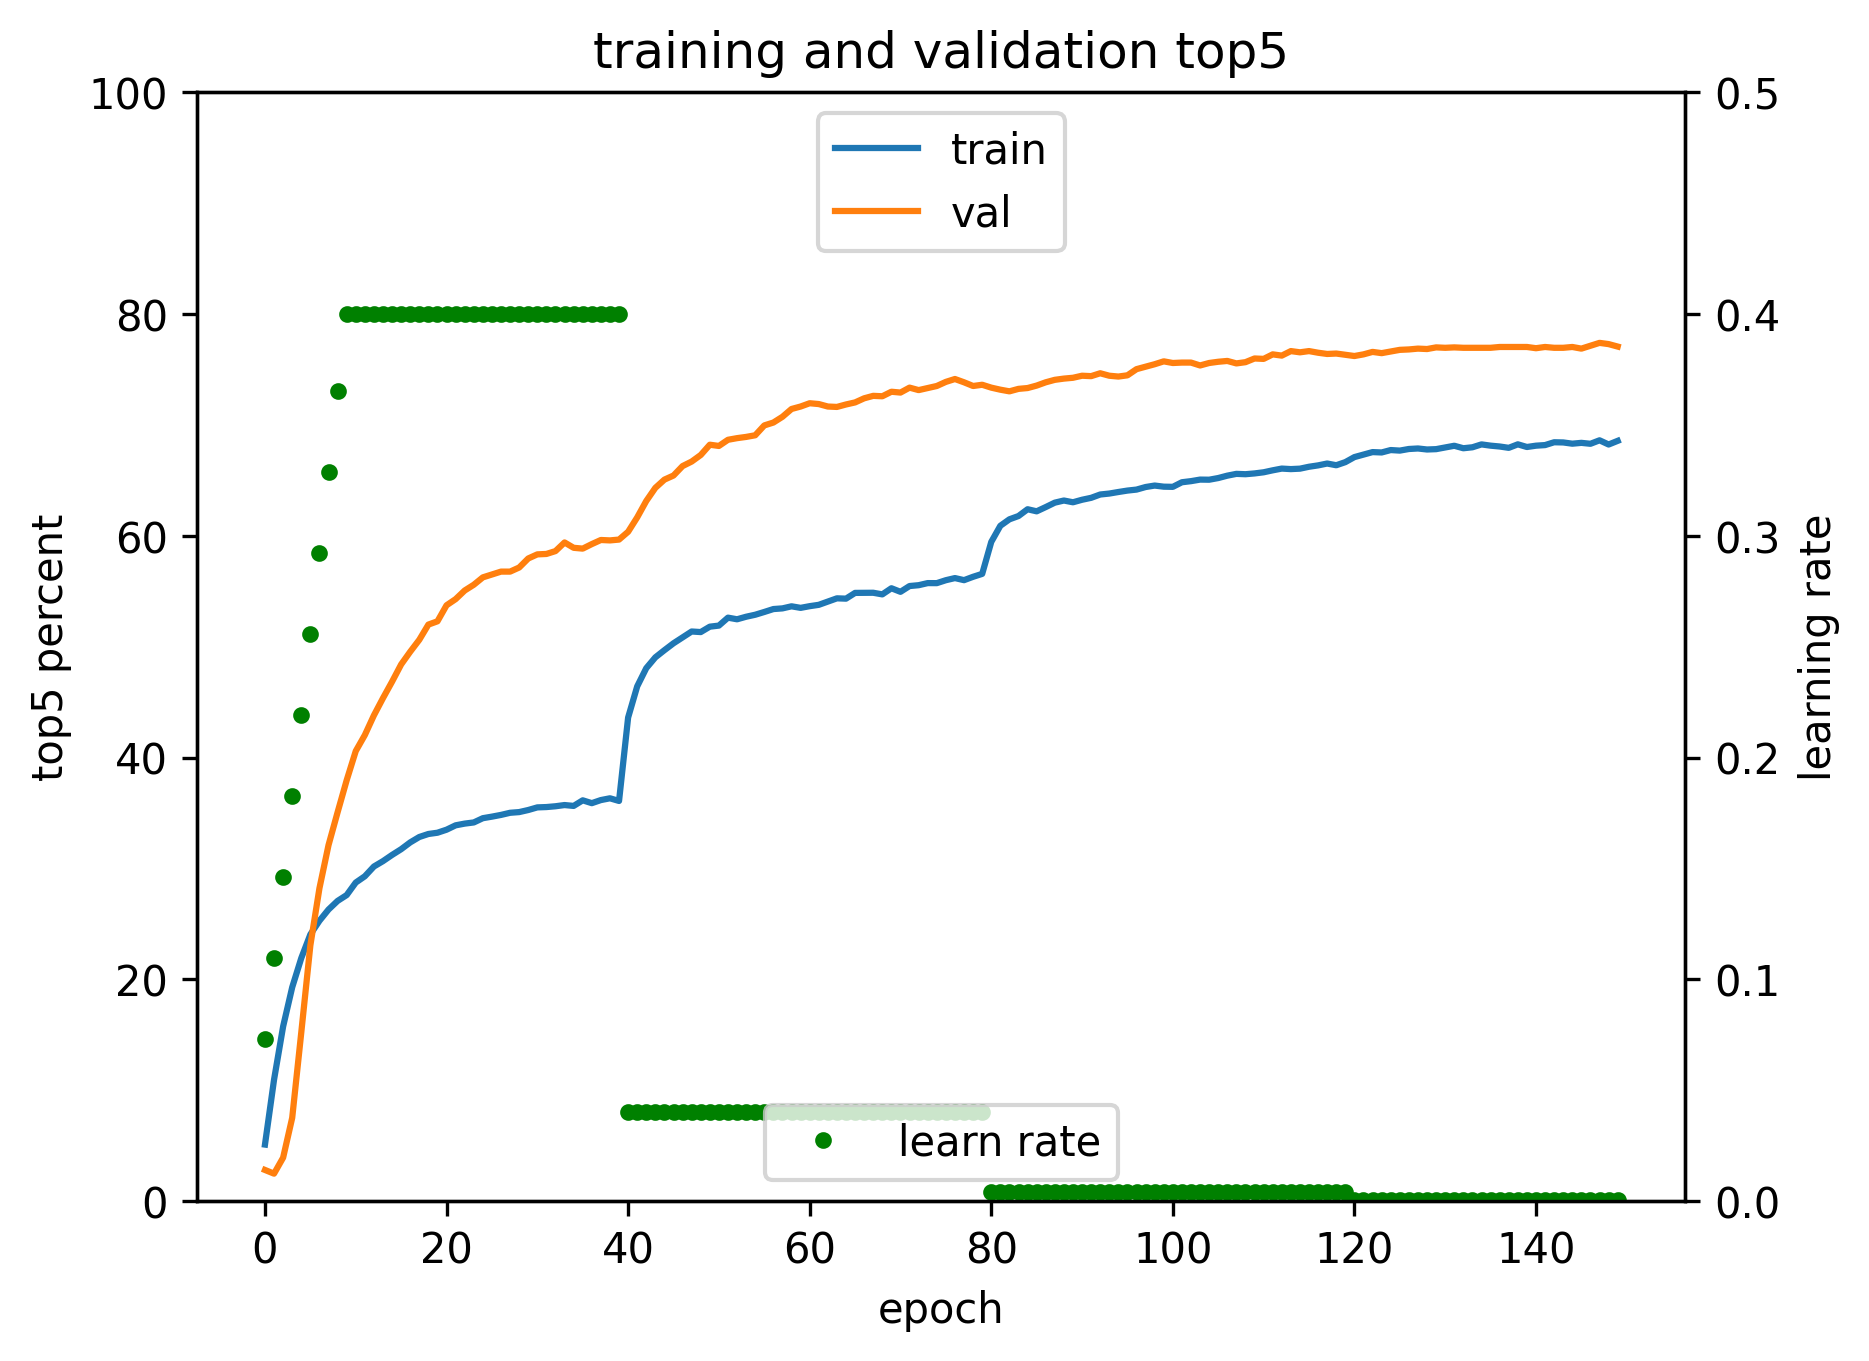 training and validation top5
train
val
learn rate
top5 percent
100
80
60
40
20
0
learning rate
0.5
0.4
0.3
0.2
0.1
0.0
0 20 40 60 80 100 120 140
epoch